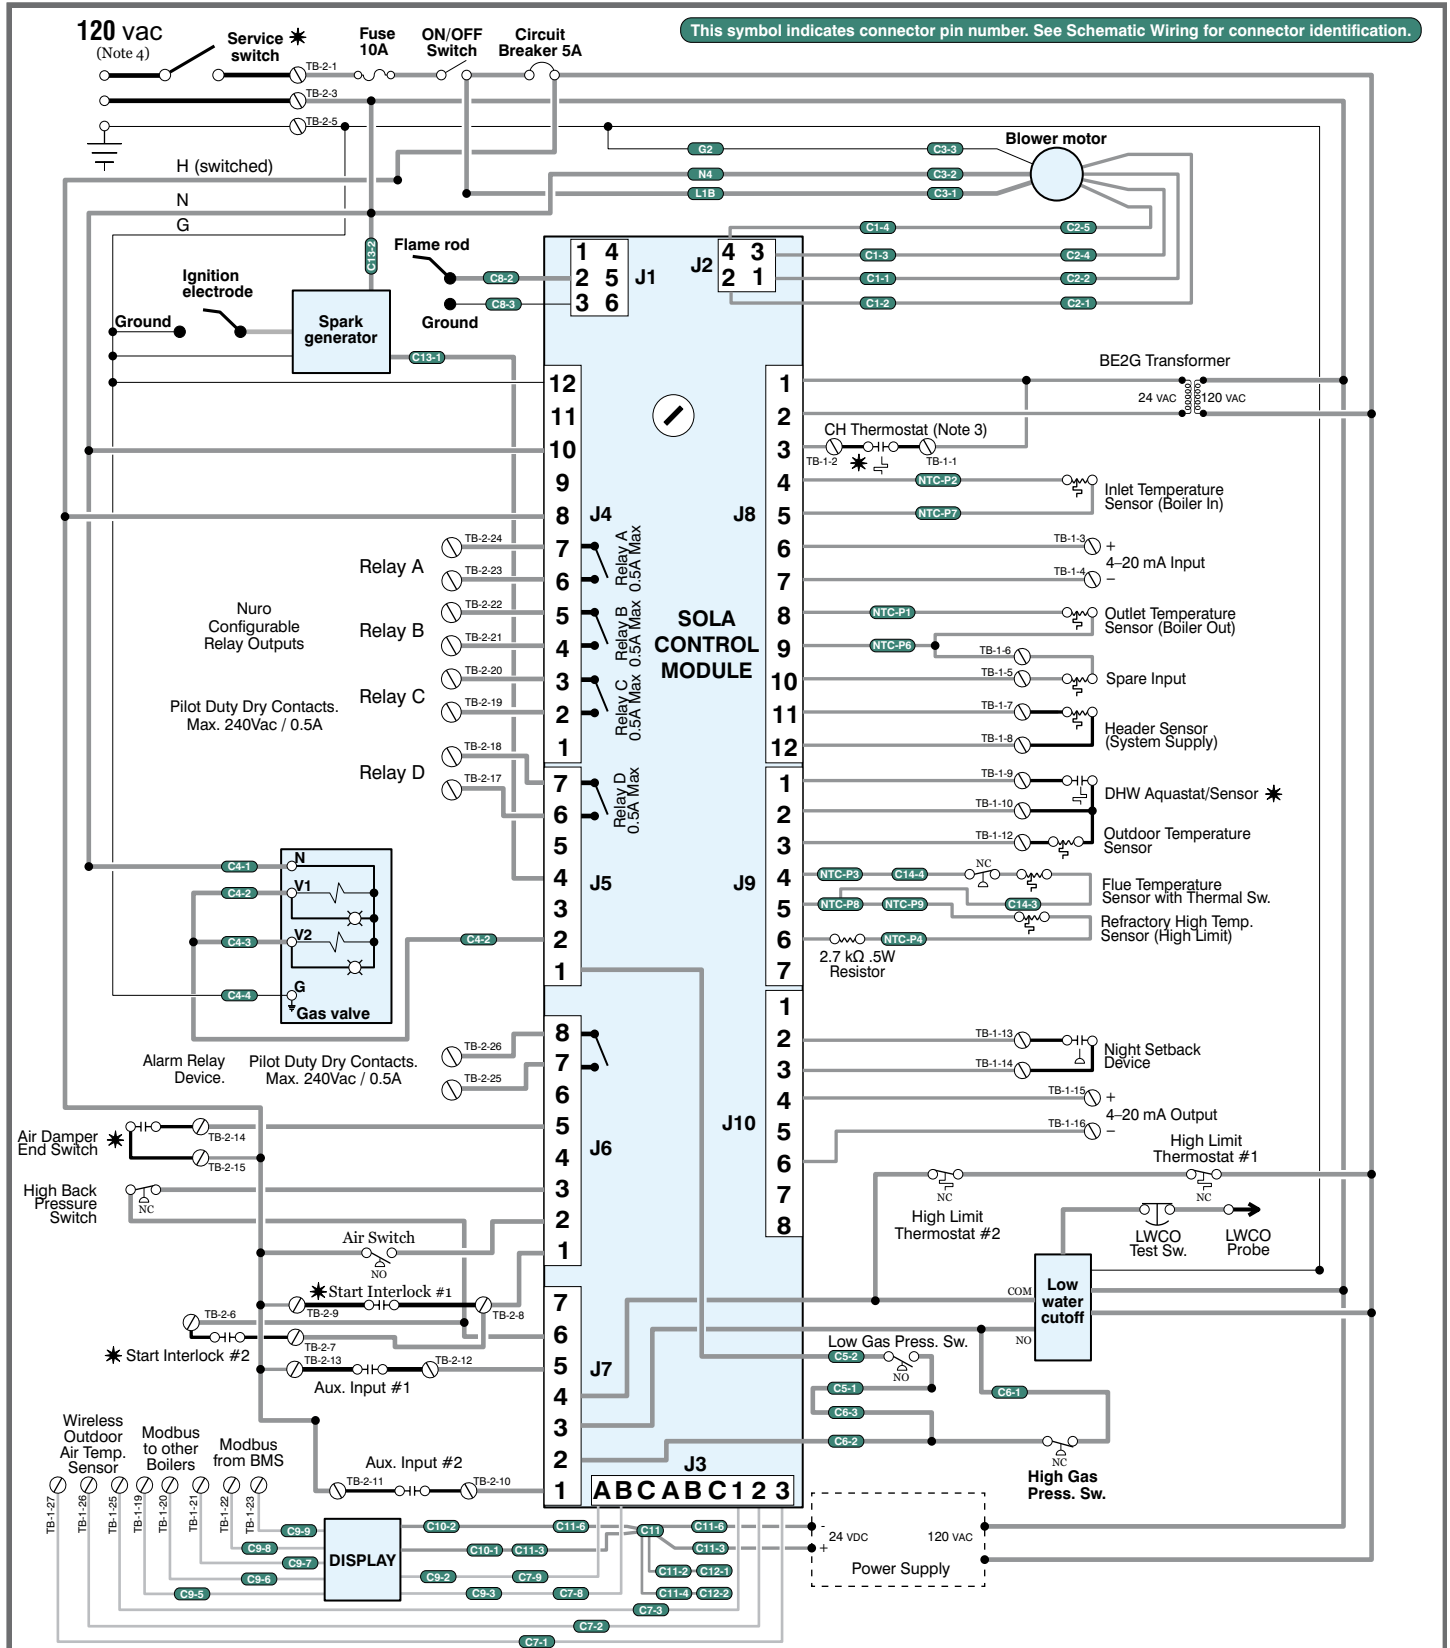 120 vac
(Note 4)
Service
switch
Fuse
10A
ON/OFF
Switch
Circuit
Breaker 5A
This symbol indicates connector pin number. See Schematic Wiring for connector identification.
TB-2-1
TB-2-3
TB-2-5
H (switched)
N
G
G2
C3-3
N4
C3-2
L1B
C3-1
Blower motor
C1-4
C2-5
C1-3
C2-4
C1-1
C2-2
C1-2
C2-1
C13-2
Flame rod
C8-2
C8-3
Ground
1 4
2 5
3 6
J1
J2
4 3
2 1
Ignition
electrode
Ground
Spark
generator
C13-1
12
11
10
9
8
7
6
5
4
3
2
1
J4
Relay A
TB-2-24
TB-2-23
Relay A
0.5A Max
Nuro
Configurable
Relay Outputs
Relay B
TB-2-22
TB-2-21
Relay B
0.5A Max
Relay C
TB-2-20
TB-2-19
Relay C
0.5A Max
Pilot Duty Dry Contacts.
Max. 240Vac / 0.5A
Relay D
TB-2-18
TB-2-17
Relay D
0.5A Max
7
6
5
4
3
2
1
J5
SOLA
CONTROL
MODULE
1
2
3
4
5
6
7
8
9
10
11
12
J8
BE2G Transformer
24 VAC
120 VAC
CH Thermostat (Note 3)
TB-1-2
TB-1-1
NTC-P2
NTC-P7
Inlet Temperature
Sensor (Boiler In)
TB-1-3
+
4–20 mA Input
TB-1-4
–
NTC-P1
Outlet Temperature
Sensor (Boiler Out)
NTC-P6
TB-1-6
TB-1-5
Spare Input
TB-1-7
Header Sensor
(System Supply)
TB-1-8
1
2
3
4
5
6
7
J9
TB-1-9
DHW Aquastat/Sensor
TB-1-10
TB-1-12
Outdoor Temperature
Sensor
NTC-P3
C14-4
NC
Flue Temperature
Sensor with Thermal Sw.
NTC-P8
NTC-P9
C14-3
Refractory High Temp.
Sensor (High Limit)
NTC-P4
2.7 kΩ .5W
Resistor
C4-1
N
C4-2
V1
C4-3
V2
C4-4
G
Gas valve
C4-2
Alarm Relay
Device.
Pilot Duty Dry Contacts.
Max. 240Vac / 0.5A
TB-2-26
TB-2-25
8
7
6
5
4
3
2
1
J6
1
2
3
4
5
6
7
8
J10
TB-1-13
TB-1-14
Night Setback
Device
TB-1-15
+
4–20 mA Output
TB-1-16
–
High Limit
Thermostat #1
NC
NC
High Limit
Thermostat #2
LWCO
Test Sw.
LWCO
Probe
COM
Low
water
cutoff
NO
Air Damper
End Switch
TB-2-14
TB-2-15
High Back
Pressure
Switch
NC
Air Switch
NO
Start Interlock #1
TB-2-9
TB-2-8
TB-2-6
TB-2-7
Start Interlock #2
TB-2-13
TB-2-12
Aux. Input #1
7
6
5
4
3
2
1
J7
Low Gas Press. Sw.
C5-2
NO
C5-1
C6-3
C6-2
C6-1
NC
High Gas
Press. Sw.
Wireless
Outdoor
Air Temp.
Sensor
Modbus
to other
Boilers
Modbus
from BMS
Aux. Input #2
TB-2-11
TB-2-10
J3
A B C A B C 1 2 3
TB-1-27
TB-1-26
TB-1-25
TB-1-19
TB-1-20
TB-1-21
TB-1-22
TB-1-23
C9-9
C9-8
C9-7
C9-6
C9-5
DISPLAY
C10-2
C11-6
C11
C11-6
C10-1
C11-3
C11-3
C9-2
C7-9
C11-2
C12-1
C9-3
C7-8
C11-4
C12-2
C7-3
C7-2
C7-1
-
24 VDC
+
120 VAC
Power Supply